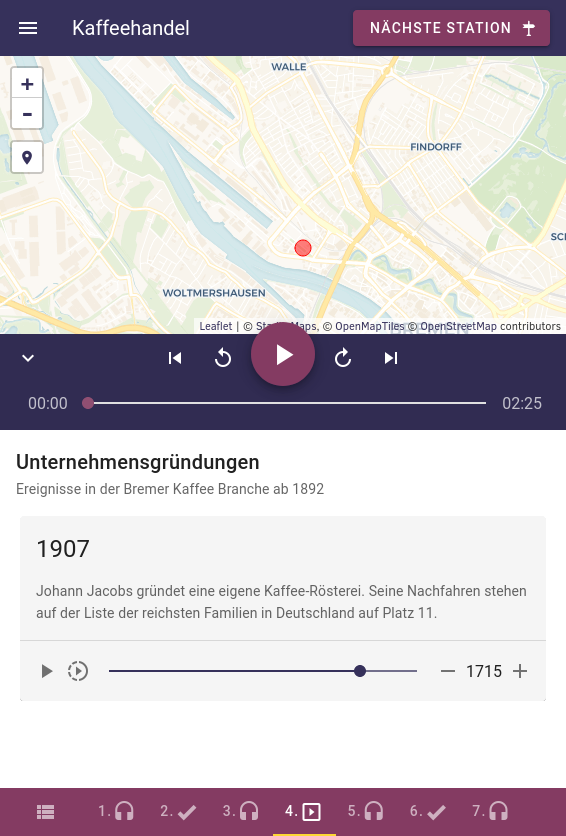 Kaffeehandel
NÄCHSTE STATION
WALLE
+
-
FINDORFF
WOLTMERSHAUSEN
Leaflet | © Maps, © OpenMapTiles © OpenStreetMap contributors
00:00
02:25
Unternehmensgründungen
Ereignisse in der Bremer Kaffee Branche ab 1892
1907
Johann Jacobs gründet eine eigene Kaffee-Rösterei. Seine Nachfahren stehen
auf der Liste der reichsten Familien in Deutschland auf Platz 11.
1715
1. 2. 3. 4. 5. 6. 7.